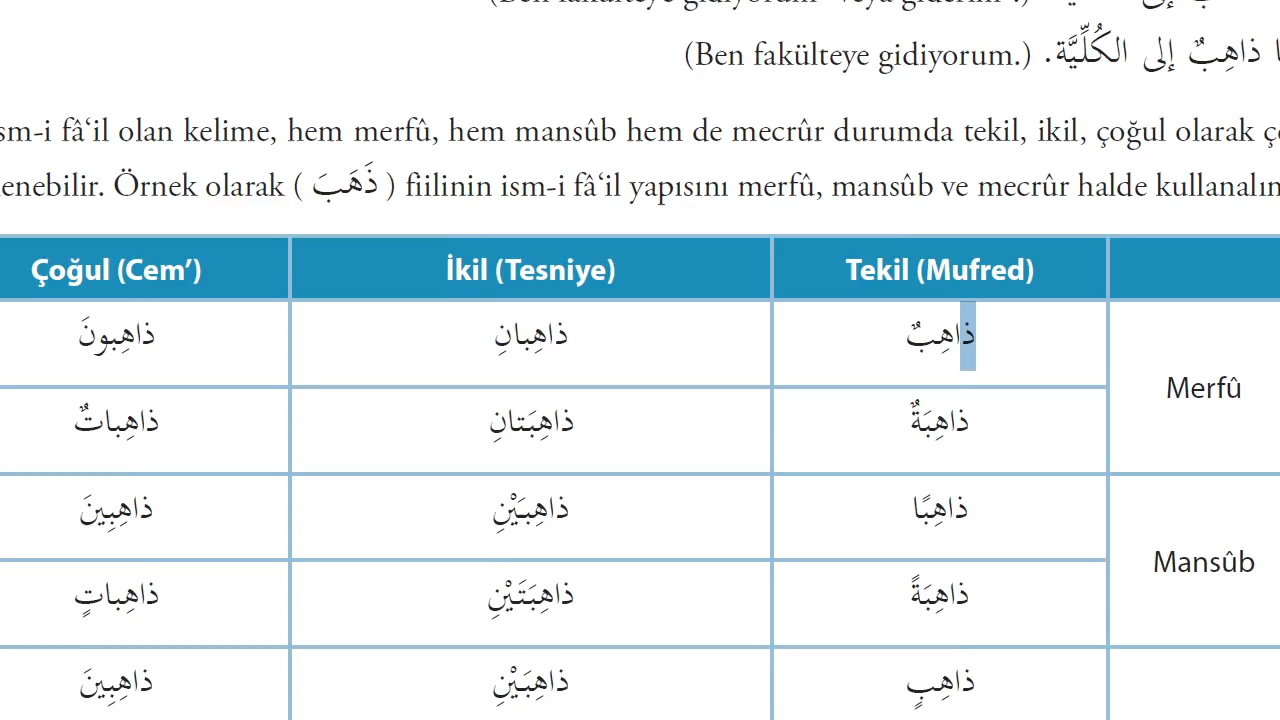 (Ben fakülteye gidiyorum.) ذاهِبٌ إلى الكُلِّيَّة.
ism-i fâ‘il olan kelime, hem merfû, hem mansûb hem de mecrûr durumda tekil, ikil, çoğul olarak
Örnek olarak ( ذَهَبَ ) fiilinin ism-i fâ‘il yapısını merfû, mansûb ve mecrûr halde
Tekil (Mufred) İkil (Tesniye) Çoğul (Cem’)
Merfû
ذاهِبٌ ذاهِبانِ ذاهِبونَ
ذاهِبَةٌ ذاهِبَتانِ ذاهِباتٌ
Mansûb
ذاهِبًا ذاهِبَيْنِ ذاهِبِينَ
ذاهِبَةً ذاهِبَتَيْنِ ذاهِباتٍ
ذاهِبٍ ذاهِبَيْنِ ذاهِبِينَ